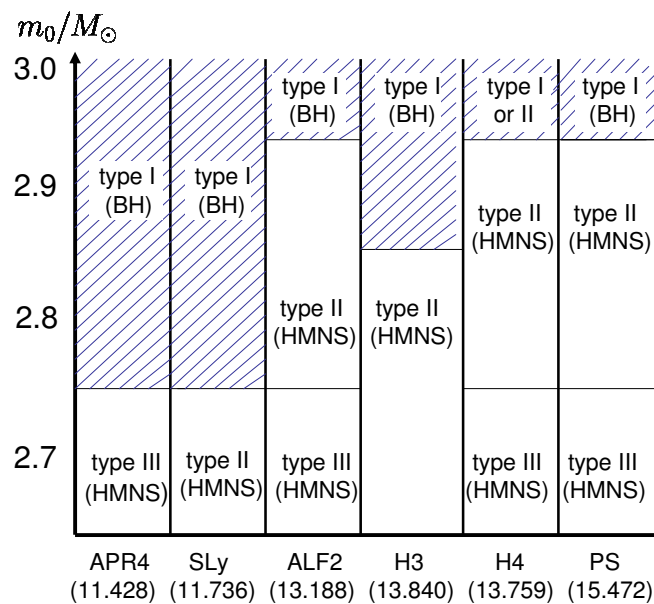 m₀/M⊙
3.0
2.9
2.8
2.7
type I
(BH)
type III
(HMNS)
type I
(BH)
type II
(HMNS)
type I
(BH)
type II
(HMNS)
type III
(HMNS)
type I
(BH)
type II
(HMNS)
type I
or II
type II
(HMNS)
type III
(HMNS)
type I
(BH)
type II
(HMNS)
type III
(HMNS)
APR4 SLy ALF2 H3 H4 PS
(11.428) (11.736) (13.188) (13.840) (13.759) (15.472)